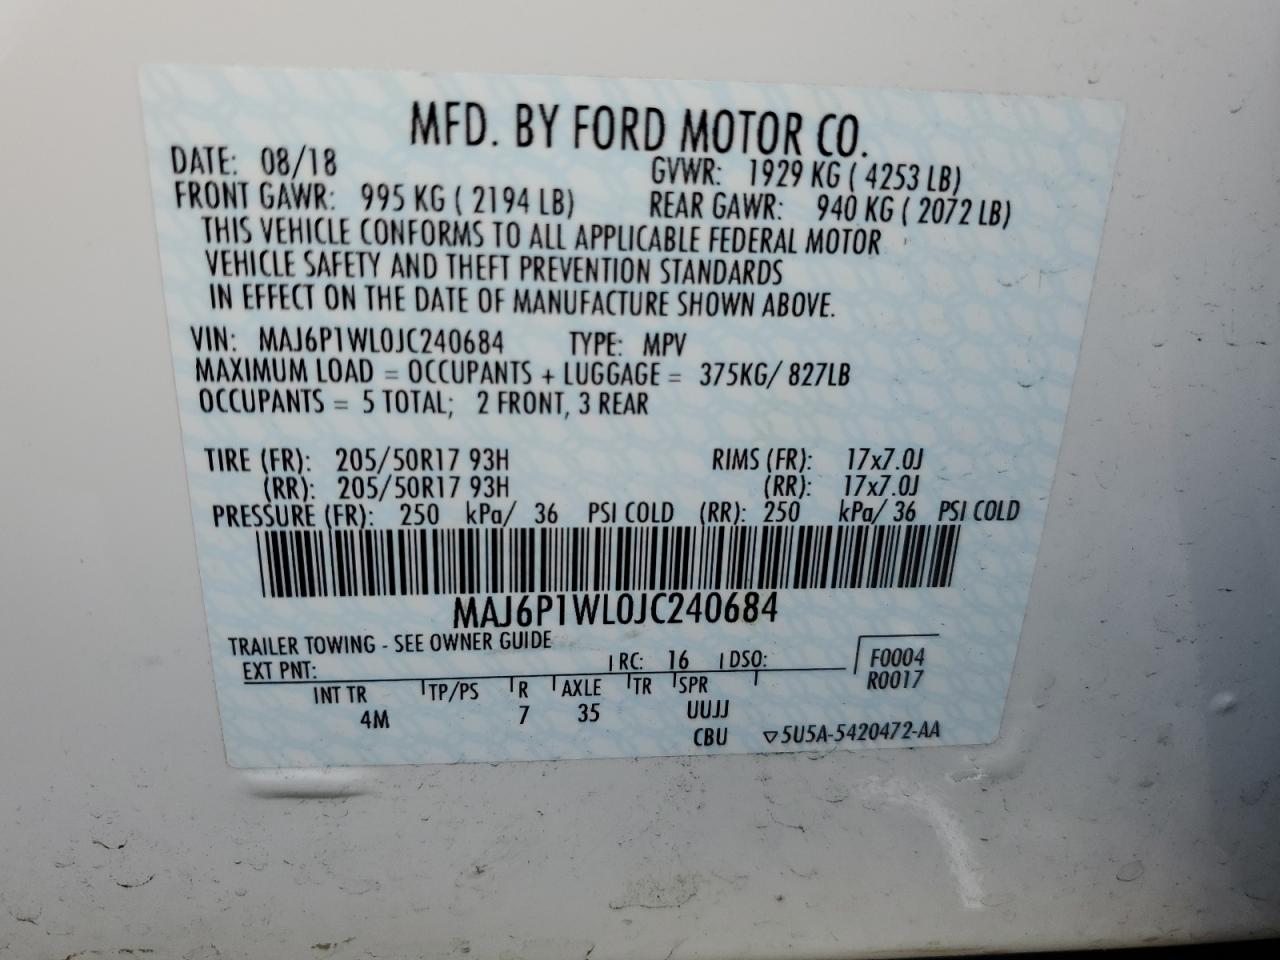 MFD. BY FORD MOTOR CO.
DATE: 08/18 GVWR: 1929 KG ( 4253 LB)
FRONT GAWR: 995 KG ( 2194 LB) REAR GAWR: 940 KG ( 2072 LB)
THIS VEHICLE CONFORMS TO ALL APPLICABLE FEDERAL MOTOR
VEHICLE SAFETY AND THEFT PREVENTION STANDARDS
IN EFFECT ON THE DATE OF MANUFACTURE SHOWN ABOVE.
VIN: MAJ6P1WL0JC240684 TYPE: MPV
MAXIMUM LOAD = OCCUPANTS + LUGGAGE = 375KG/ 827LB
OCCUPANTS = 5 TOTAL; 2 FRONT, 3 REAR
TIRE (FR): 205/50R17 93H RIMS (FR): 17x7.0J
(RR): 205/50R17 93H (RR): 17x7.0J
PRESSURE (FR): 250 kPa/ 36 PSI COLD (RR): 250 kPa/ 36 PSI COLD
MAJ6P1WL0JC240684
TRAILER TOWING - SEE OWNER GUIDE
EXT PNT: RC: 16 DSO: F0004
R0017
INT TR TP/PS R AXLE TR SPR
4M 7 35 UUJJ
CBU 5U5A-5420472-AA